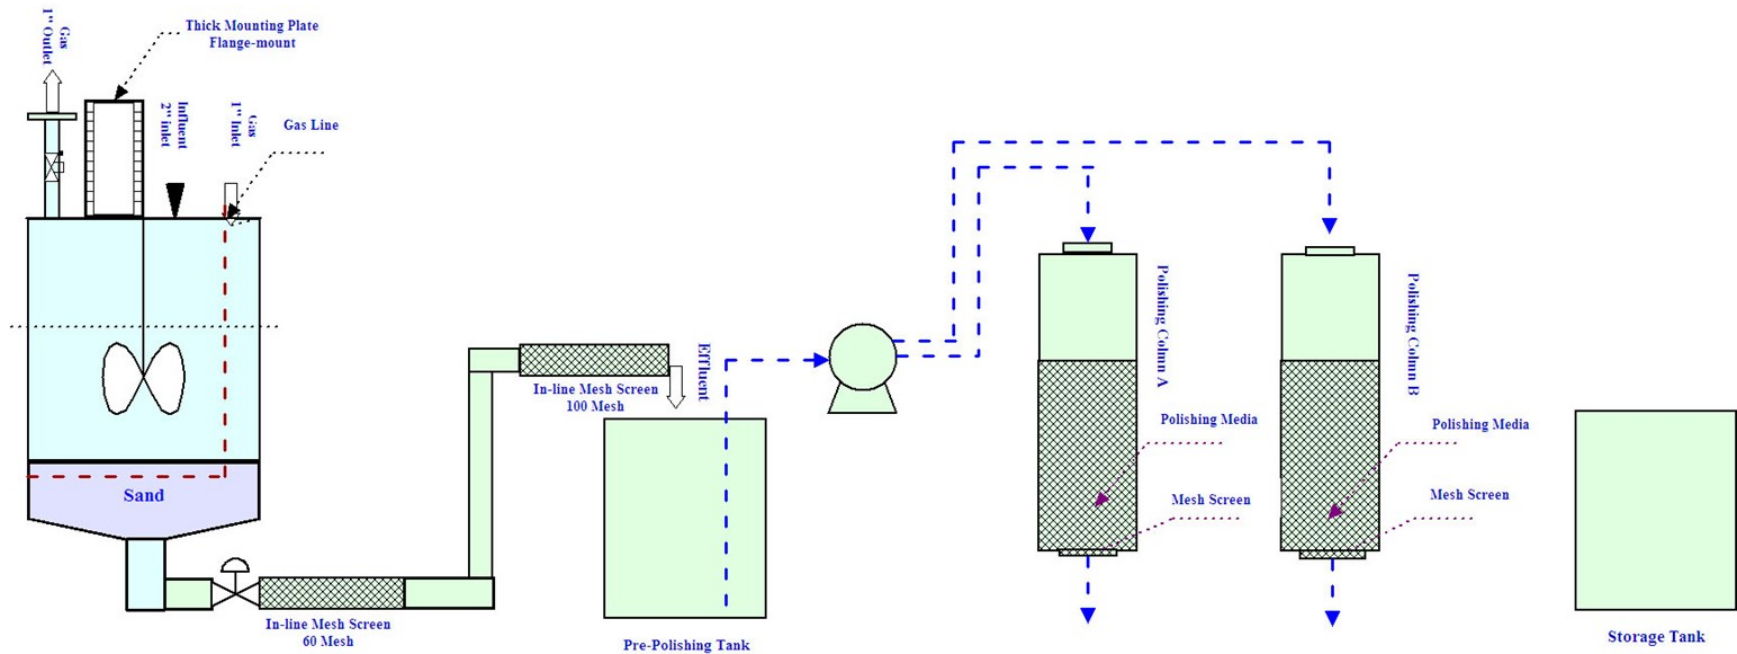 Gas
1" Outlet
Thick Mounting Plate
Flange-mount
Influent
2" inlet
Gas
1" Inlet
Gas Line
Sand
In-line Mesh Screen
60 Mesh
In-line Mesh Screen
100 Mesh
Effluent
Pre-Polishing Tank
Polishing Colunn A
Polishing Media
Mesh Screen
Polishing Column B
Polishing Media
Mesh Screen
Storage Tank